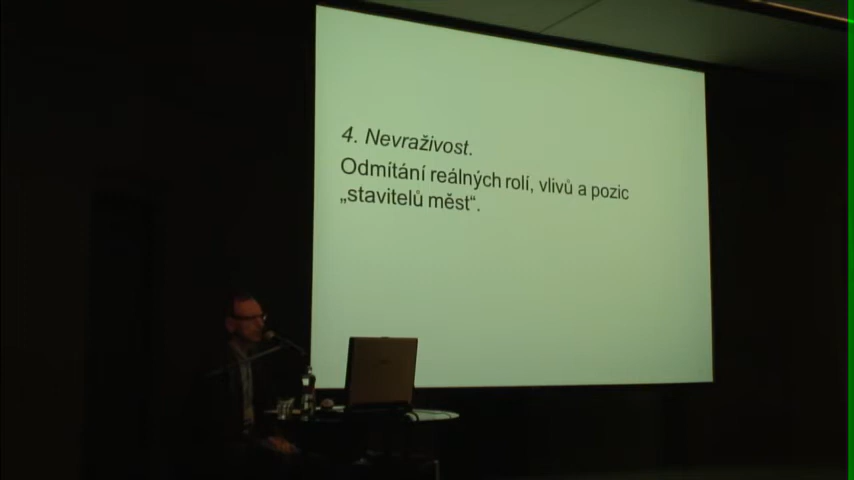 4. Nevraživost.
Odmítání reálných rolí, vlivů a pozic
„stavitelů měst“.